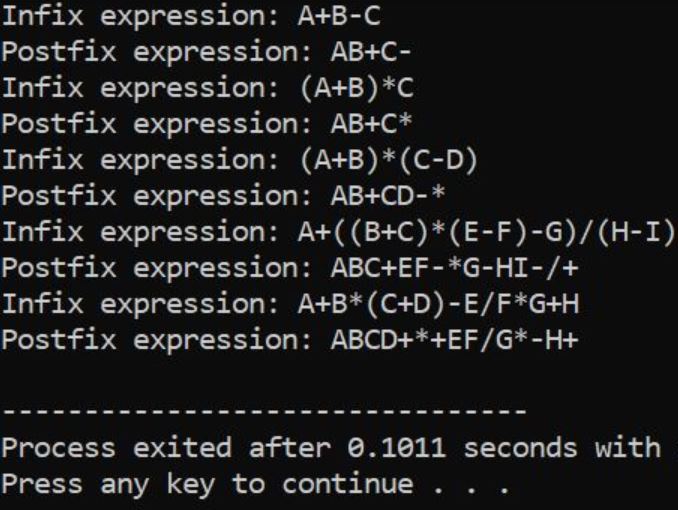 Infix expression: A+B-C
Postfix expression: AB+C-
Infix expression: (A+B)*C
Postfix expression: AB+C*
Infix expression: (A+B)*(C-D)
Postfix expression: AB+CD-*
Infix expression: A+((B+C)*(E-F)-G)/(H-I)
Postfix expression: ABC+EF-*G-HI-/+
Infix expression: A+B*(C+D)-E/F*G+H
Postfix expression: ABCD+*+EF/G*-H+
--------------------------------
Process exited after 0.1011 seconds with
Press any key to continue . . .